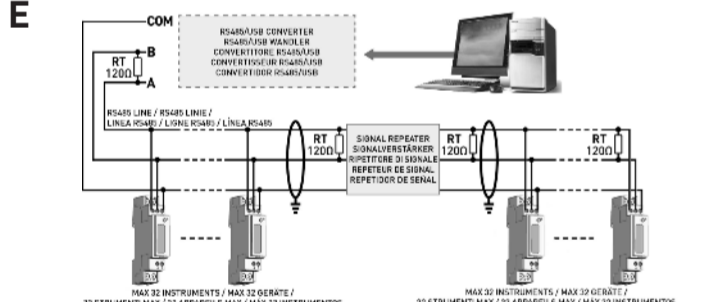 E
COM
RS485/USB CONVERTER
RS485/USB WANDLER
CONVERTITORE RS485/USB
CONVERTISSEUR RS485/USB
CONVERTIDOR RS485/USB
B
RT
120Ω
A
RS485 LINE / RS485 LINIE /
LINEA RS485 / LIGNE RS485 / LÍNEA RS485
RT
120Ω
SIGNAL REPEATER
SIGNALVERSTÄRKER
RIPETITORE DI SIGNALE
REPETEUR DE SIGNAL
REPETIDOR DE SEÑAL
RT
120Ω
RT
120Ω
MAX 32 INSTRUMENTS / MAX 32 GERÄTE /
MAX 32 INSTRUMENTS / MAX 32 GERÄTE /